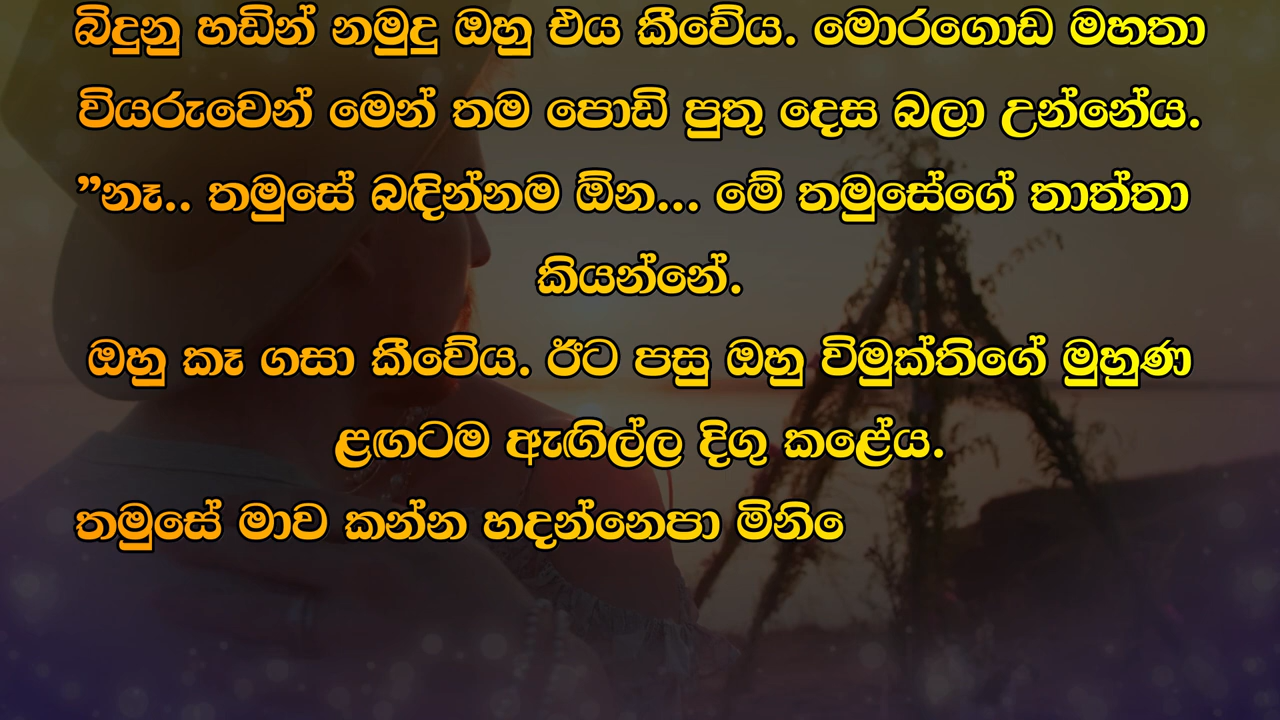 බිදුනු හඩින් නමුදු ඔහු එය කීවේය. මොරගොඩ මහතා
වියරුවෙන් මෙන් තම පොඩි පුතු දෙස බලා උන්නේය.
”නෑ.. තමුසේ බඳින්නම ඕන... මේ තමුසේගේ තාත්තා
කියන්නේ.
ඔහු කෑ ගසා කීවේය. ඊට පසු ඔහු විමුක්තිගේ මුහුණ
ළඟටම ඇඟිල්ල දිගු කළේය.
තමුසේ මාව කන්න හදන්නෙපා මිනිෙ